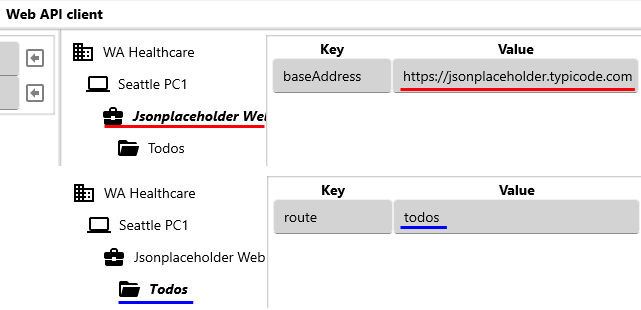 Web API client
WA Healthcare
Seattle PC1
Jsonplaceholder We
Todos
Key Value
baseAddress https://jsonplaceholder.typicode.com
WA Healthcare
Seattle PC1
Jsonplaceholder Web
Todos
Key Value
route todos